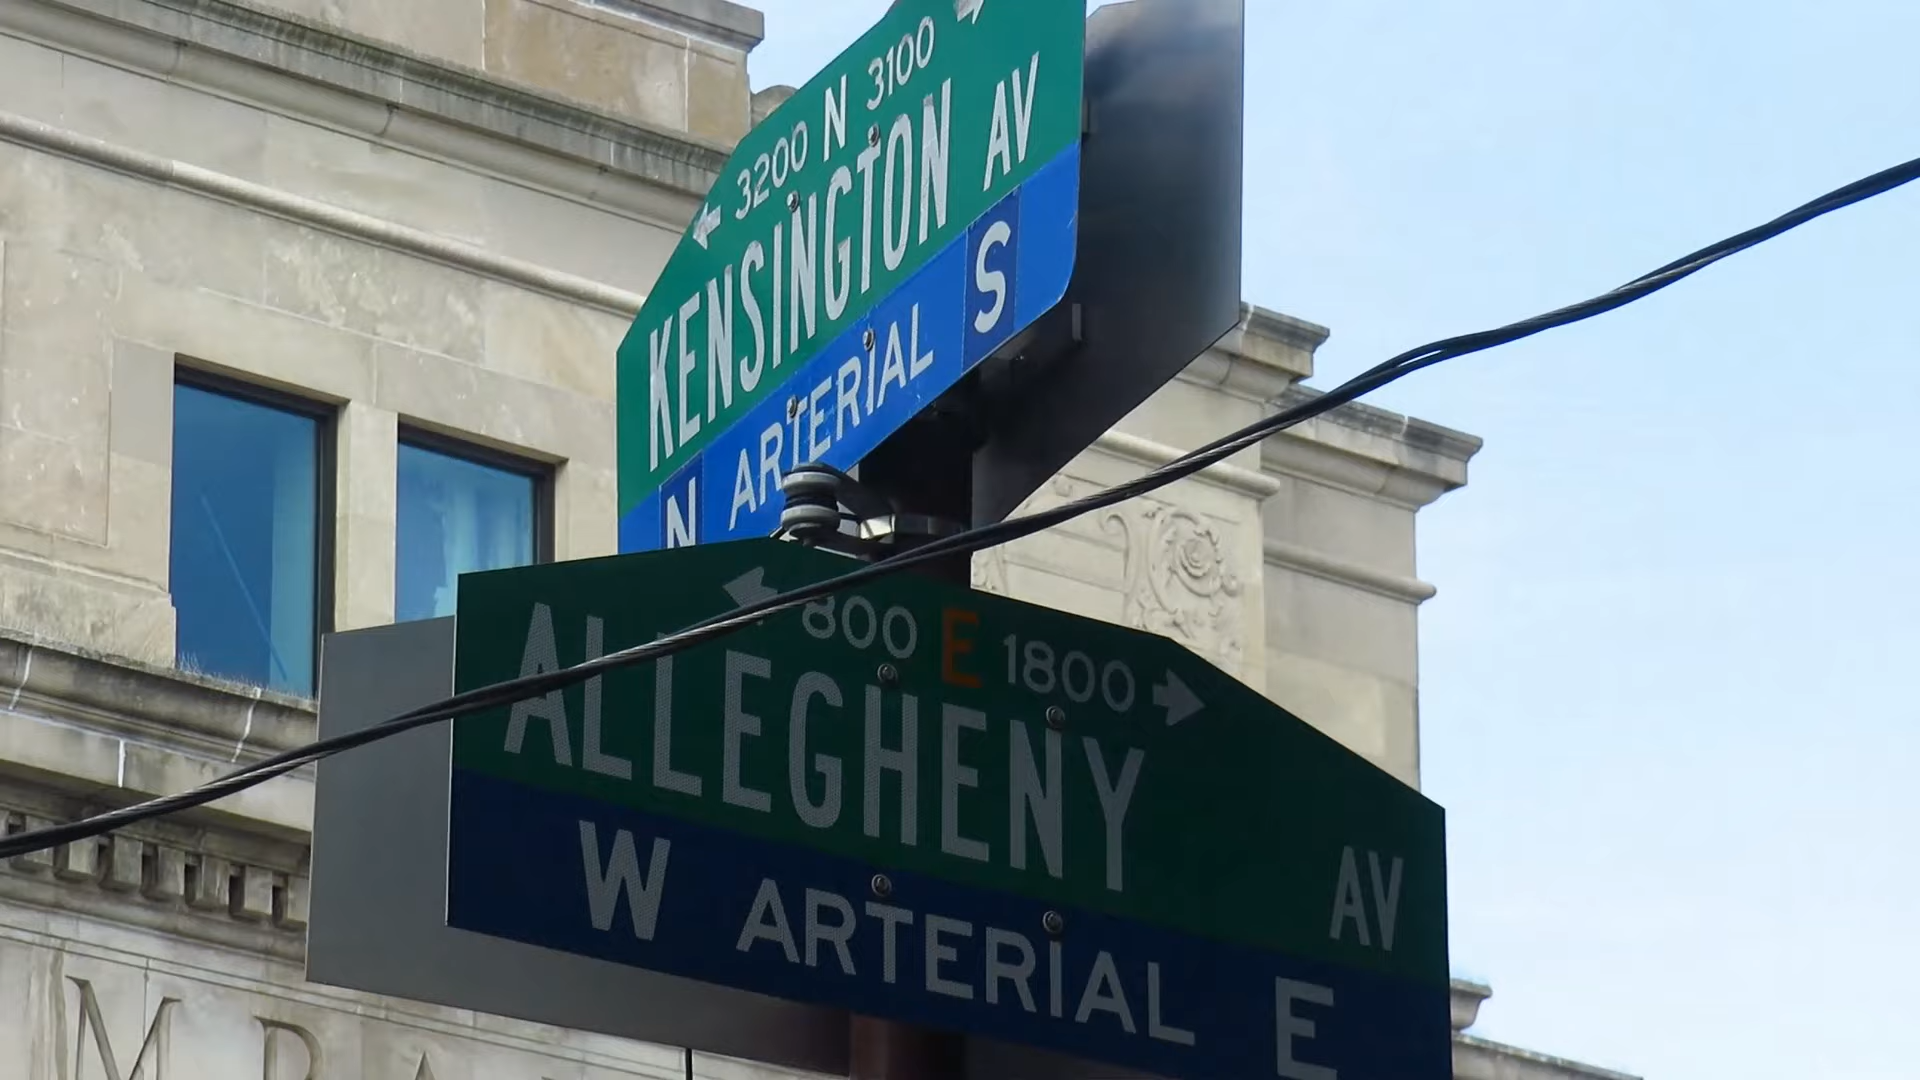 ← 3200 N 3100 →
KENSINGTON AV
N ARTERIAL S
← 800 E 1800 →
ALLEGHENY AV
W ARTERIAL E